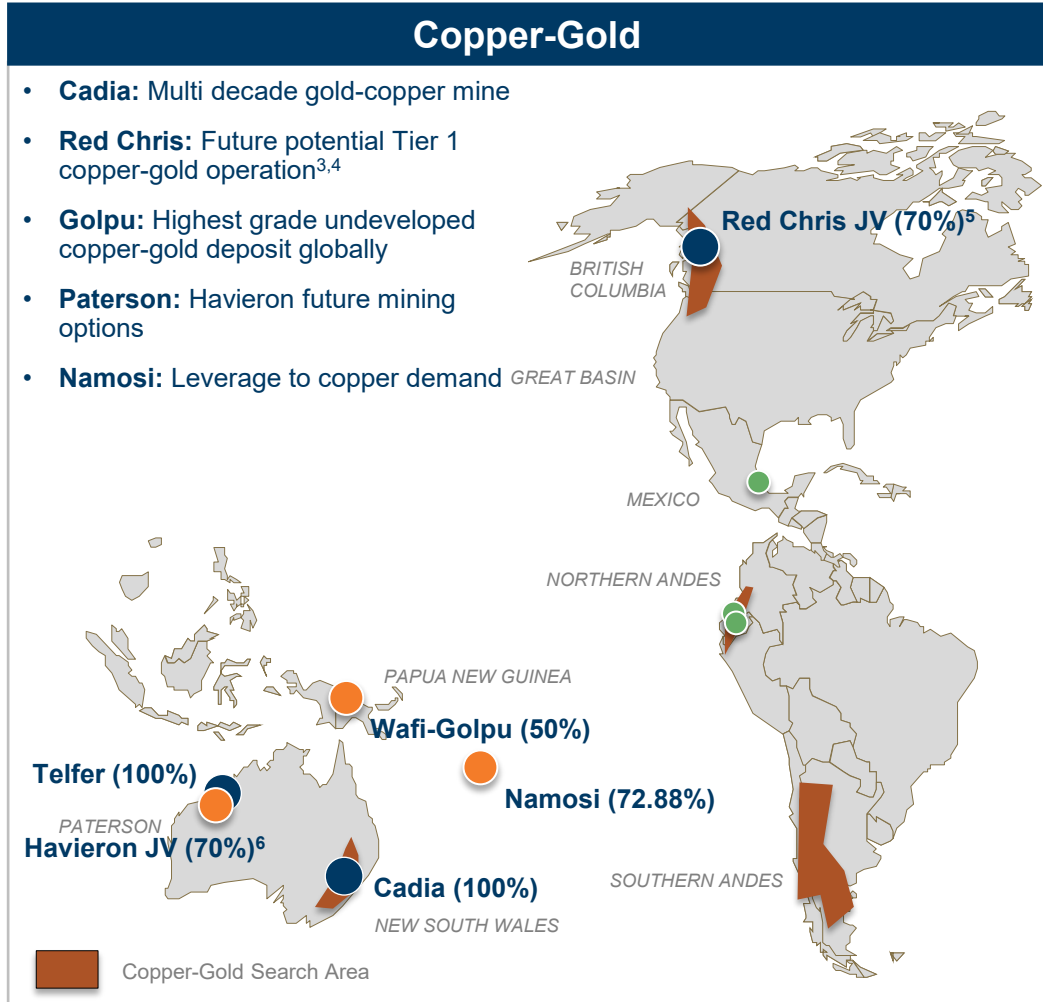 Copper-Gold
• Cadia: Multi decade gold-copper mine
• Red Chris: Future potential Tier 1
copper-gold operation3,4
• Golpu: Highest grade undeveloped
copper-gold deposit globally
• Paterson: Havieron future mining
options
• Namosi: Leverage to copper demand
Red Chris JV (70%)5
BRITISH
COLUMBIA
GREAT BASIN
MEXICO
NORTHERN ANDES
PAPUA NEW GUINEA
Wafi-Golpu (50%)
Telfer (100%)
Namosi (72.88%)
PATERSON
Havieron JV (70%)6
Cadia (100%)
SOUTHERN ANDES
NEW SOUTH WALES
Copper-Gold Search Area